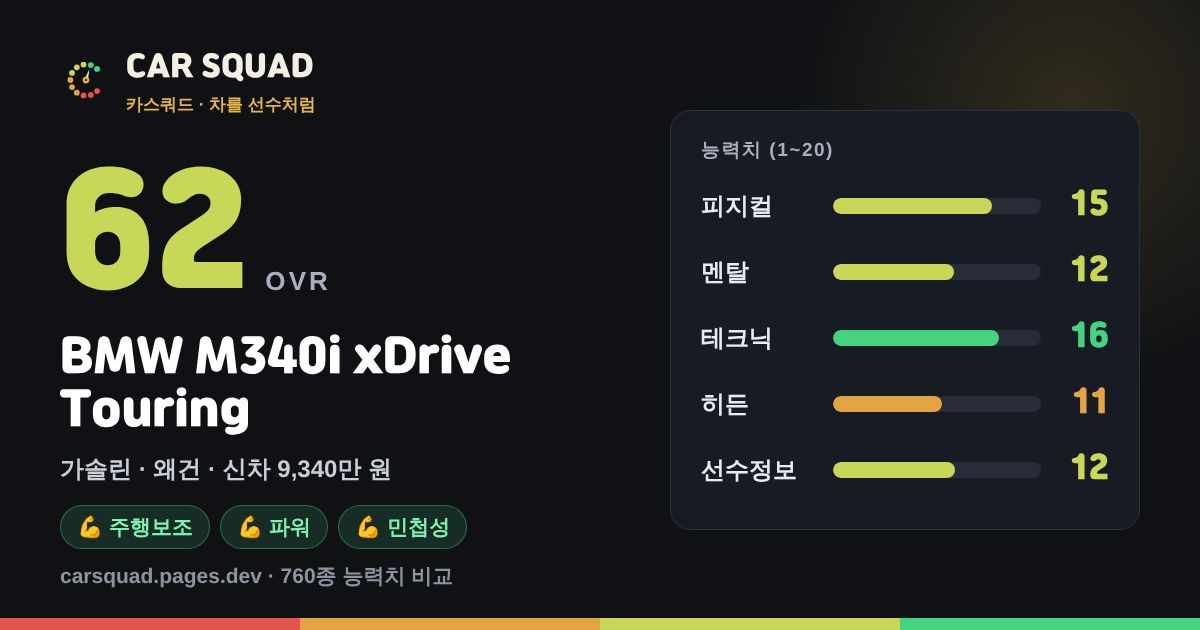 CAR SQUAD
카스쿼드 · 차를 선수처럼
62 OVR
BMW M340i xDrive
Touring
가솔린 · 왜건 · 신차 9,340만 원
💪 주행보조 💪 파워 💪 민첩성
carsquad.pages.dev · 760종 능력치 비교
능력치 (1~20)
피지컬 15
멘탈 12
테크닉 16
히든 11
선수정보 12